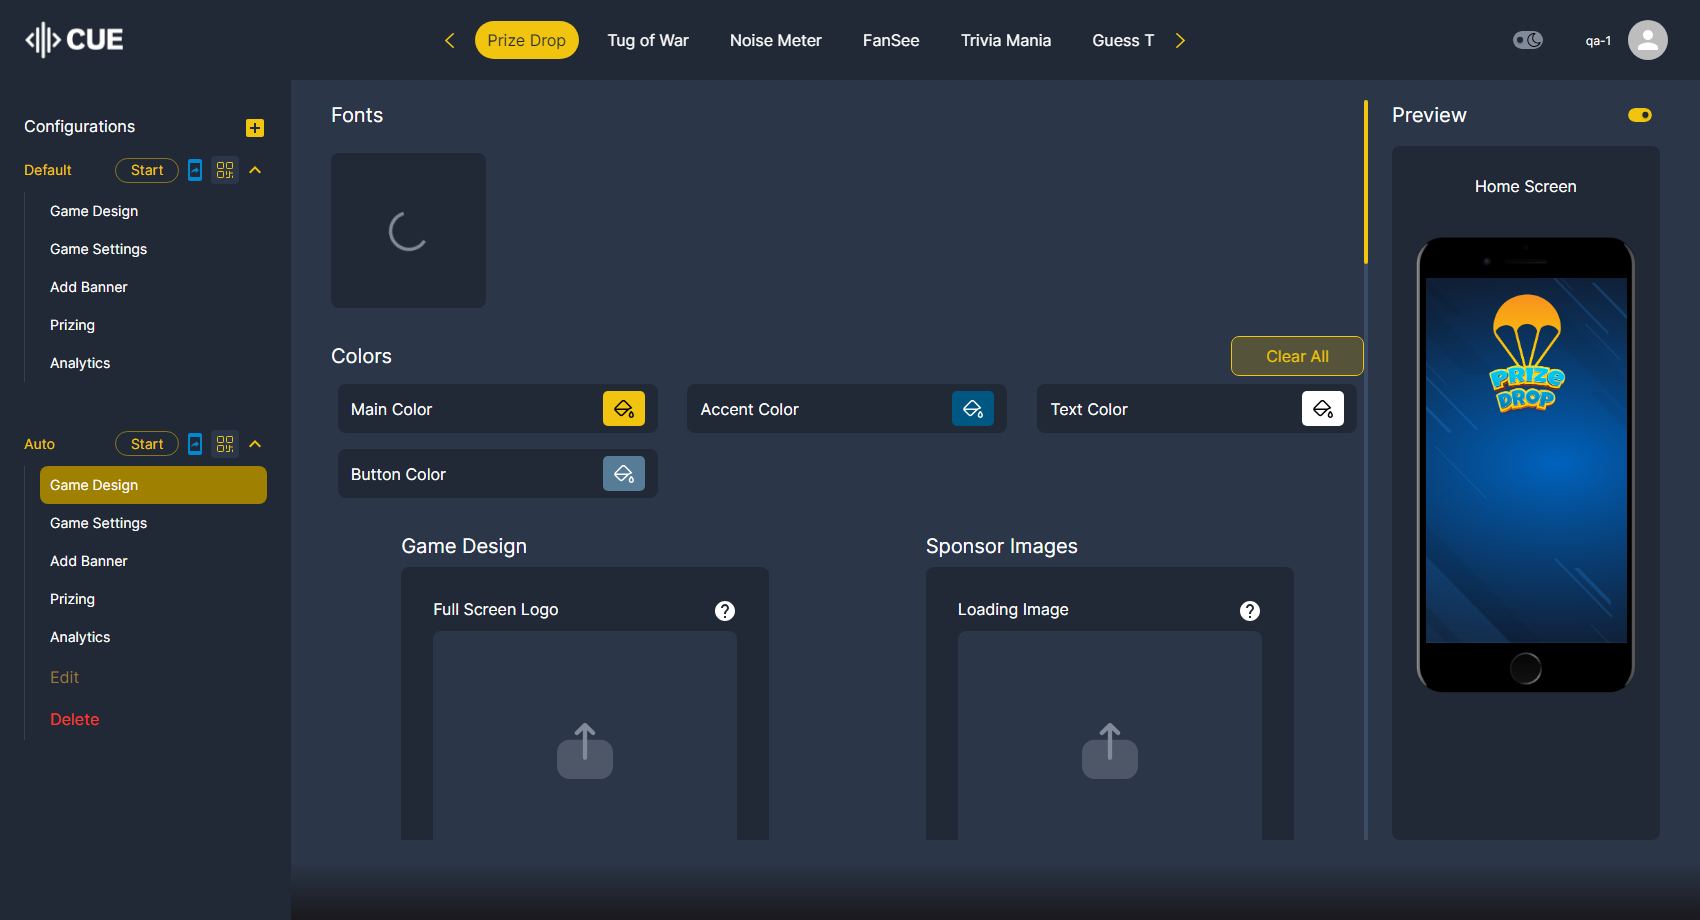 CUE
Prize Drop
Tug of War
Noise Meter
FanSee
Trivia Mania
Guess T
qa-1
Configurations
Default
Start
Game Design
Game Settings
Add Banner
Prizing
Analytics
Auto
Start
Game Design
Game Settings
Add Banner
Prizing
Analytics
Edit
Delete
Fonts
Colors
Clear All
Main Color
Accent Color
Text Color
Button Color
Game Design
Full Screen Logo
?
Sponsor Images
Loading Image
?
Preview
Home Screen
PRIZE
DROP